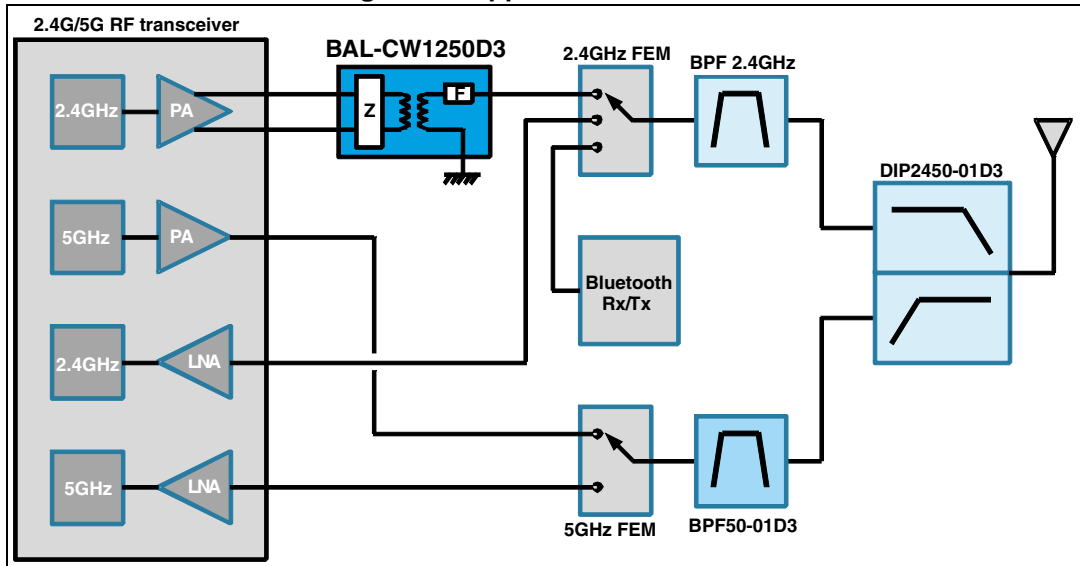 2.4G/5G RF transceiver
BAL-CW1250D3
2.4GHz FEM
BPF 2.4GHz
2.4GHz
PA
Z
F
DIP2450-01D3
5GHz
PA
Bluetooth
Rx/Tx
2.4GHz
LNA
5GHz
LNA
5GHz FEM
BPF50-01D3